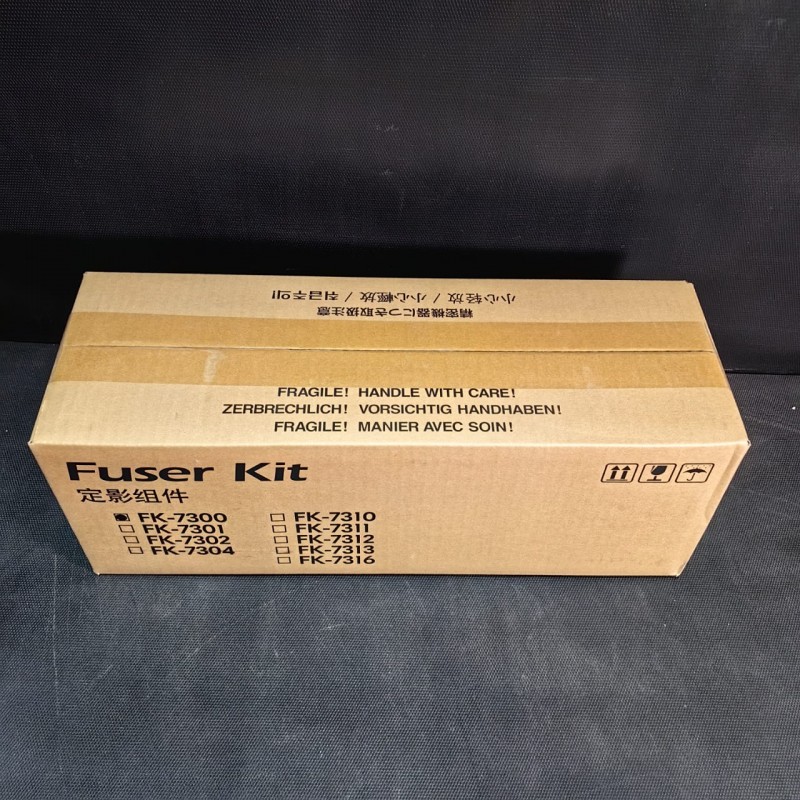 小心轻放 / 小心輕放 / 취급주의!
精密機器につき取扱注意
FRAGILE! HANDLE WITH CARE!
ZERBRECHLICH! VORSICHTIG HANDHABEN!
FRAGILE! MANIER AVEC SOIN!
Fuser Kit
定影组件
FK-7300
FK-7301
FK-7302
FK-7304
FK-7310
FK-7311
FK-7312
FK-7313
FK-7316